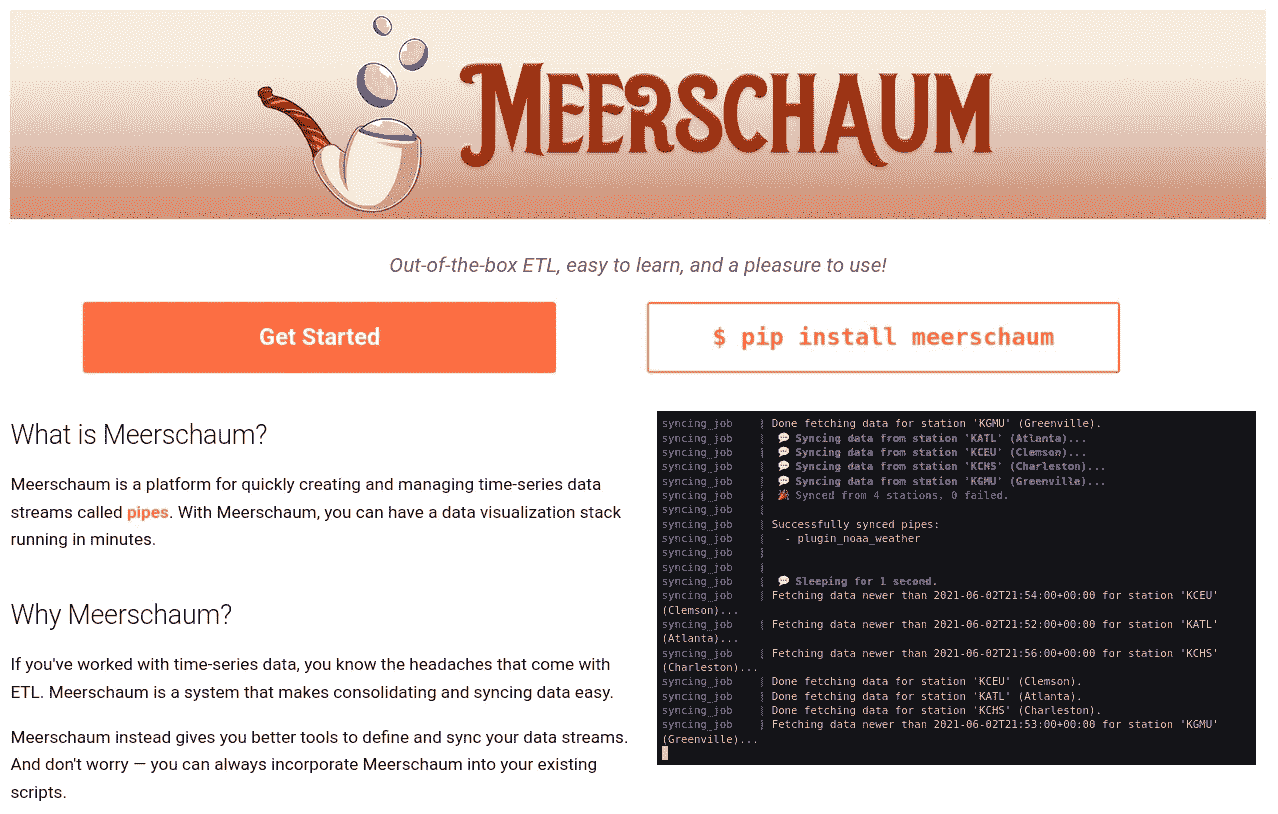 MEERSCHAUM
Out-of-the-box ETL, easy to learn, and a pleasure to use!
Get Started
$ pip install meerschaum
What is Meerschaum?
Meerschaum is a platform for quickly creating and managing time-series data
streams called pipes. With Meerschaum, you can have a data visualization stack
running in minutes.
Why Meerschaum?
If you've worked with time-series data, you know the headaches that come with
ETL. Meerschaum is a system that makes consolidating and syncing data easy.
Meerschaum instead gives you better tools to define and sync your data streams.
And don't worry — you can always incorporate Meerschaum into your existing
scripts.
syncing_job | Done fetching data for station 'KGMU' (Greenville).
syncing_job | 💬 Syncing data from station 'KATL' (Atlanta)...
syncing_job | 💬 Syncing data from station 'KCEU' (Clemson)...
syncing_job | 💬 Syncing data from station 'KCHS' (Charleston)...
syncing_job | 💬 Syncing data from station 'KGMU' (Greenville)...
syncing_job | 🎉 Synced from 4 stations, 0 failed.
syncing_job |
syncing_job | Successfully synced pipes:
syncing_job | - plugin_noaa_weather
syncing_job |
syncing_job |
syncing_job | 💬 Sleeping for 1 second.
syncing_job | Fetching data newer than 2021-06-02T21:54:00+00:00 for station 'KCEU'
(Clemson)...
syncing_job | Fetching data newer than 2021-06-02T21:52:00+00:00 for station 'KATL'
(Atlanta)...
syncing_job | Fetching data newer than 2021-06-02T21:56:00+00:00 for station 'KCHS'
(Charleston)...
syncing_job | Done fetching data for station 'KCEU' (Clemson).
syncing_job | Done fetching data for station 'KATL' (Atlanta).
syncing_job | Done fetching data for station 'KCHS' (Charleston).
syncing_job | Fetching data newer than 2021-06-02T21:53:00+00:00 for station 'KGMU'
(Greenville)...